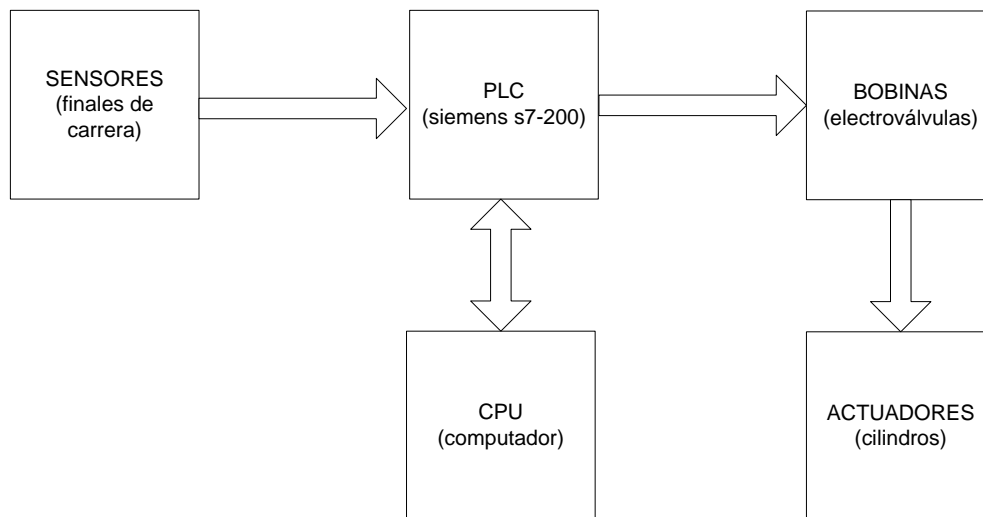 SENSORES
(finales de
carrera)
PLC
(siemens s7-200)
BOBINAS
(electroválvulas)
CPU
(computador)
ACTUADORES
(cilindros)